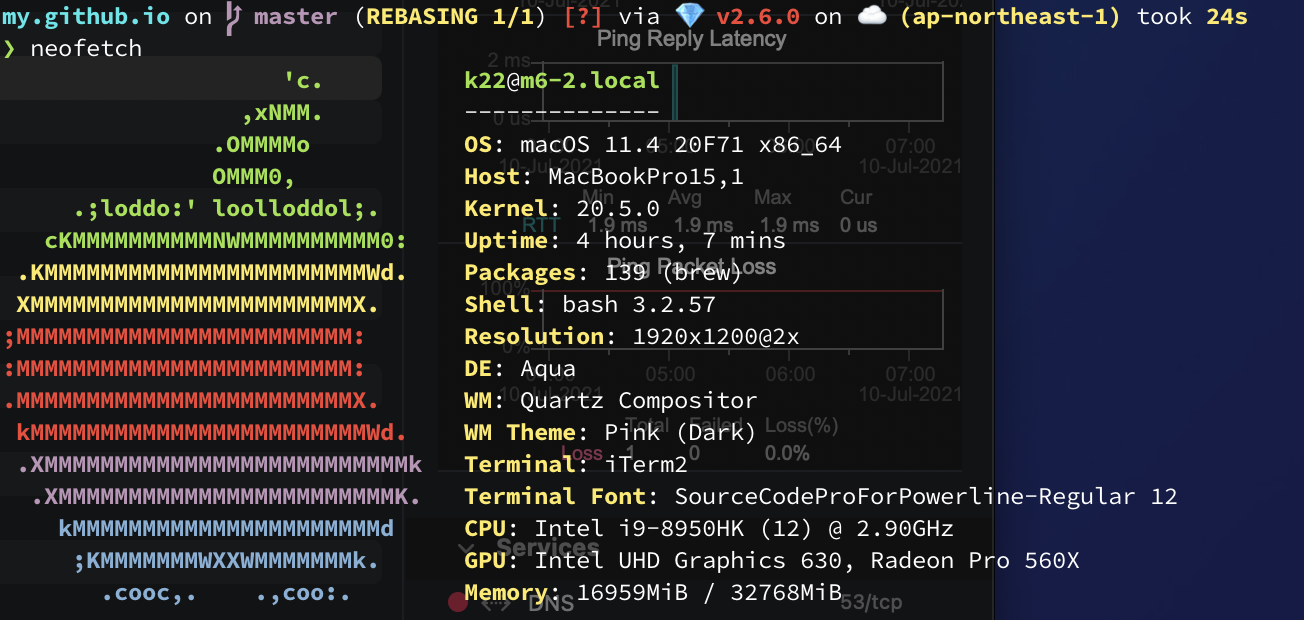 my.github.io on master (REBASING 1/1) [?] via 💎 v2.6.0 on ☁️ (ap-northeast-1) took 24s
❯ neofetch
'c.
,xNMM.
.OMMMMo
OMMM0,
.;loddo:' loolloddol;.
cKMMMMMMMMMMNWMMMMMMMMMM0:
.KMMMMMMMMMMMMMMMMMMMMMMMWd.
XMMMMMMMMMMMMMMMMMMMMMMMX.
;MMMMMMMMMMMMMMMMMMMMMMMM:
:MMMMMMMMMMMMMMMMMMMMMMMM:
.MMMMMMMMMMMMMMMMMMMMMMMMX.
kMMMMMMMMMMMMMMMMMMMMMMMMWd.
.XMMMMMMMMMMMMMMMMMMMMMMMMMMk
.XMMMMMMMMMMMMMMMMMMMMMMMMK.
kMMMMMMMMMMMMMMMMMMMMMMd
;KMMMMMMMWXXWMMMMMMMk.
.cooc,. .,coo:.
k22@m6-2.local
--------------
OS: macOS 11.4 20F71 x86_64
Host: MacBookPro15,1
Kernel: 20.5.0
Uptime: 4 hours, 7 mins
Packages: 139 (brew)
Shell: bash 3.2.57
Resolution: 1920x1200@2x
DE: Aqua
WM: Quartz Compositor
WM Theme: Pink (Dark)
Terminal: iTerm2
Terminal Font: SourceCodeProForPowerline-Regular 12
CPU: Intel i9-8950HK (12) @ 2.90GHz
GPU: Intel UHD Graphics 630, Radeon Pro 560X
Memory: 16959MiB / 32768MiB
Ping Reply Latency
2 ms
0 us
07:00
10-Jul-2021 10-Jul-2021
Min Avg Max Cur
RTT 1.9 ms 1.9 ms 1.9 ms 0 us
Ping Packet Loss
100%
0%
05:00 06:00 07:00
10-Jul-2021 10-Jul-2021
Total Failed Loss(%)
Loss 1 0 0.0%
Services
DNS 53/tcp